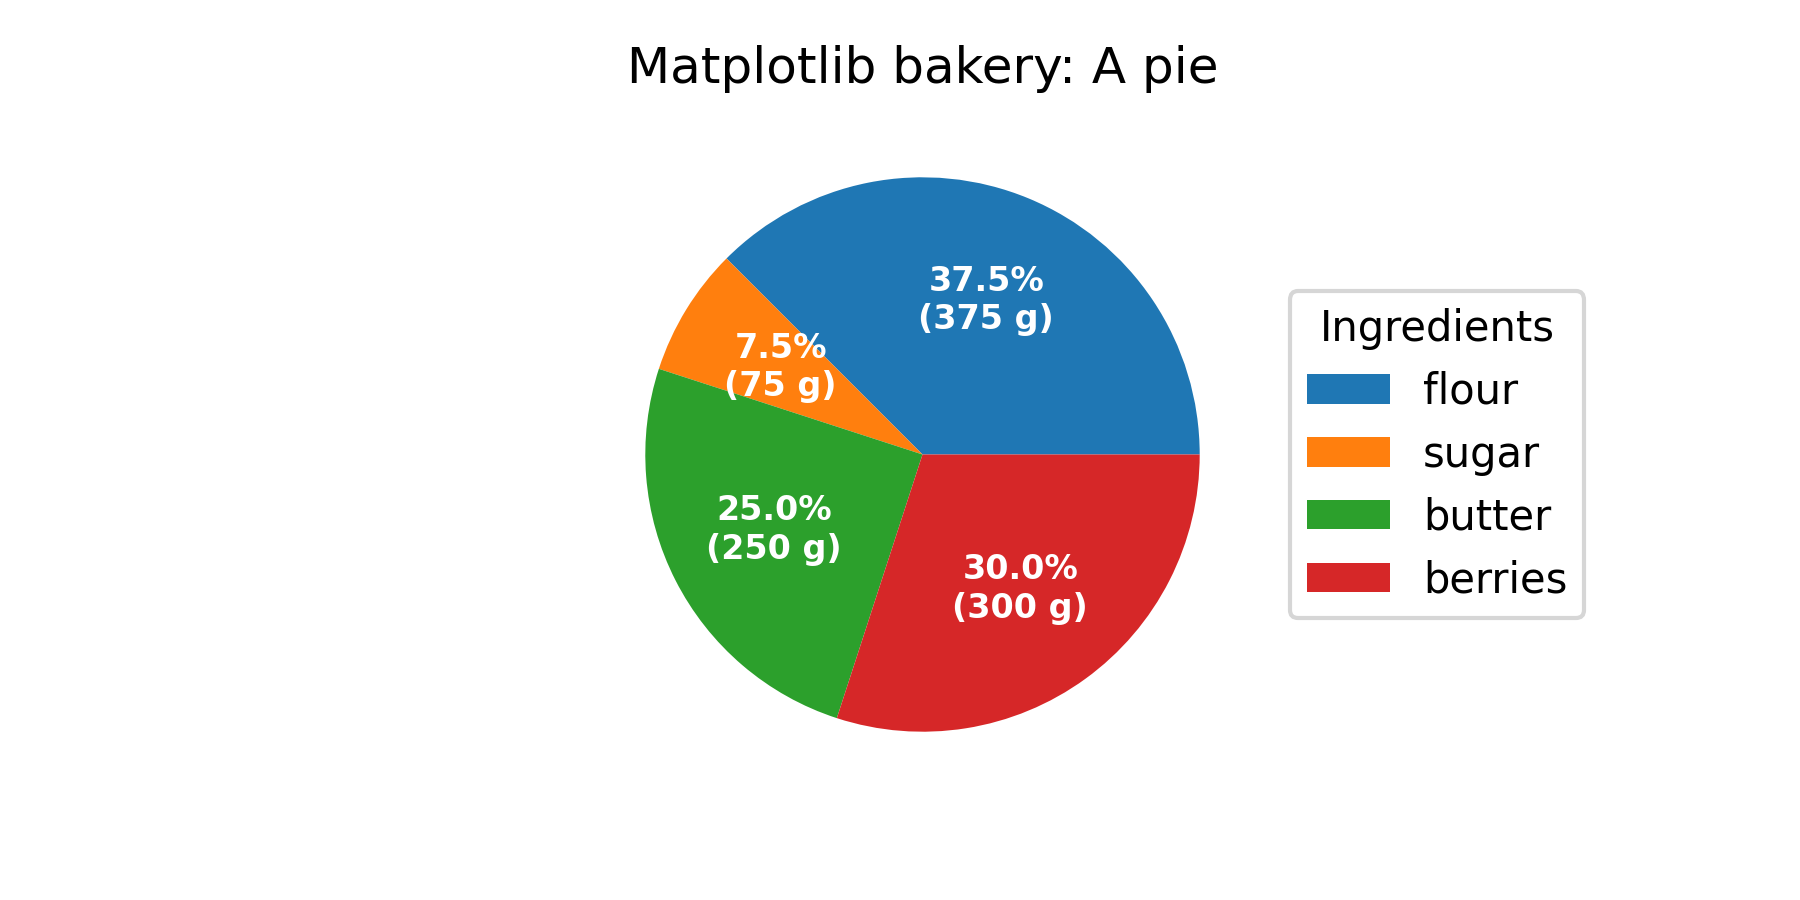 Matplotlib bakery: A pie
37.5%
(375 g)
7.5%
(75 g)
25.0%
(250 g)
30.0%
(300 g)
Ingredients
flour
sugar
butter
berries